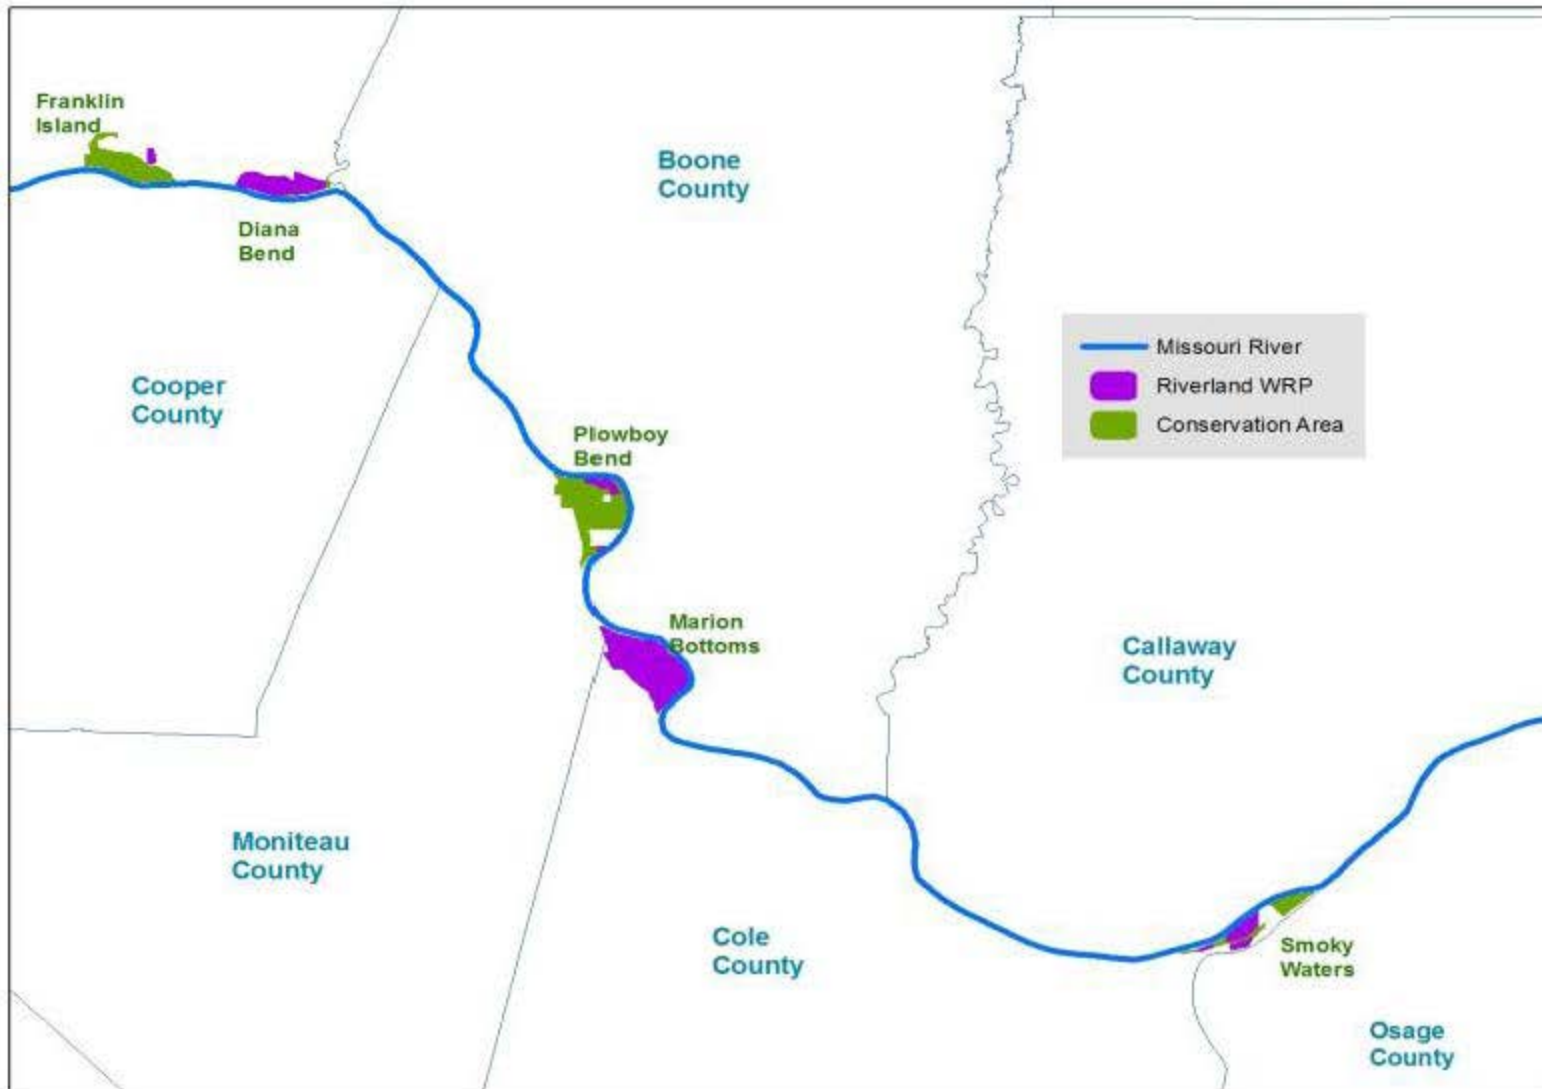 Franklin
Island
Boone
County
Diana
Bend
Missouri River
Riverland WRP
Conservation Area
Cooper
County
Plowboy
Bend
Marion
Bottoms
Callaway
County
Moniteau
County
Cole
County
Smoky
Waters
Osage
County